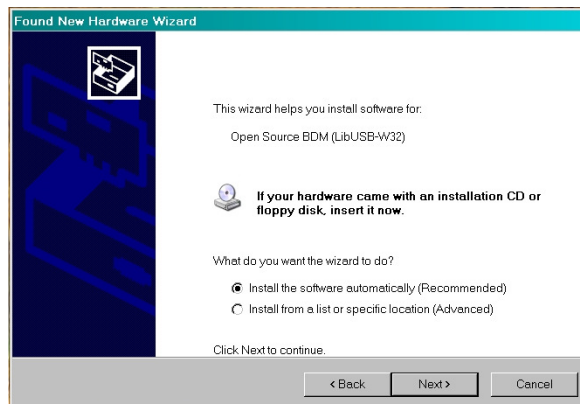 Found New Hardware Wizard
This wizard helps you install software for:
Open Source BDM (LibUSB-W32)
If your hardware came with an installation CD or
floppy disk, insert it now.
What do you want the wizard to do?
Install the software automatically (Recommended)
Install from a list or specific location (Advanced)
Click Next to continue.
< Back
Next >
Cancel